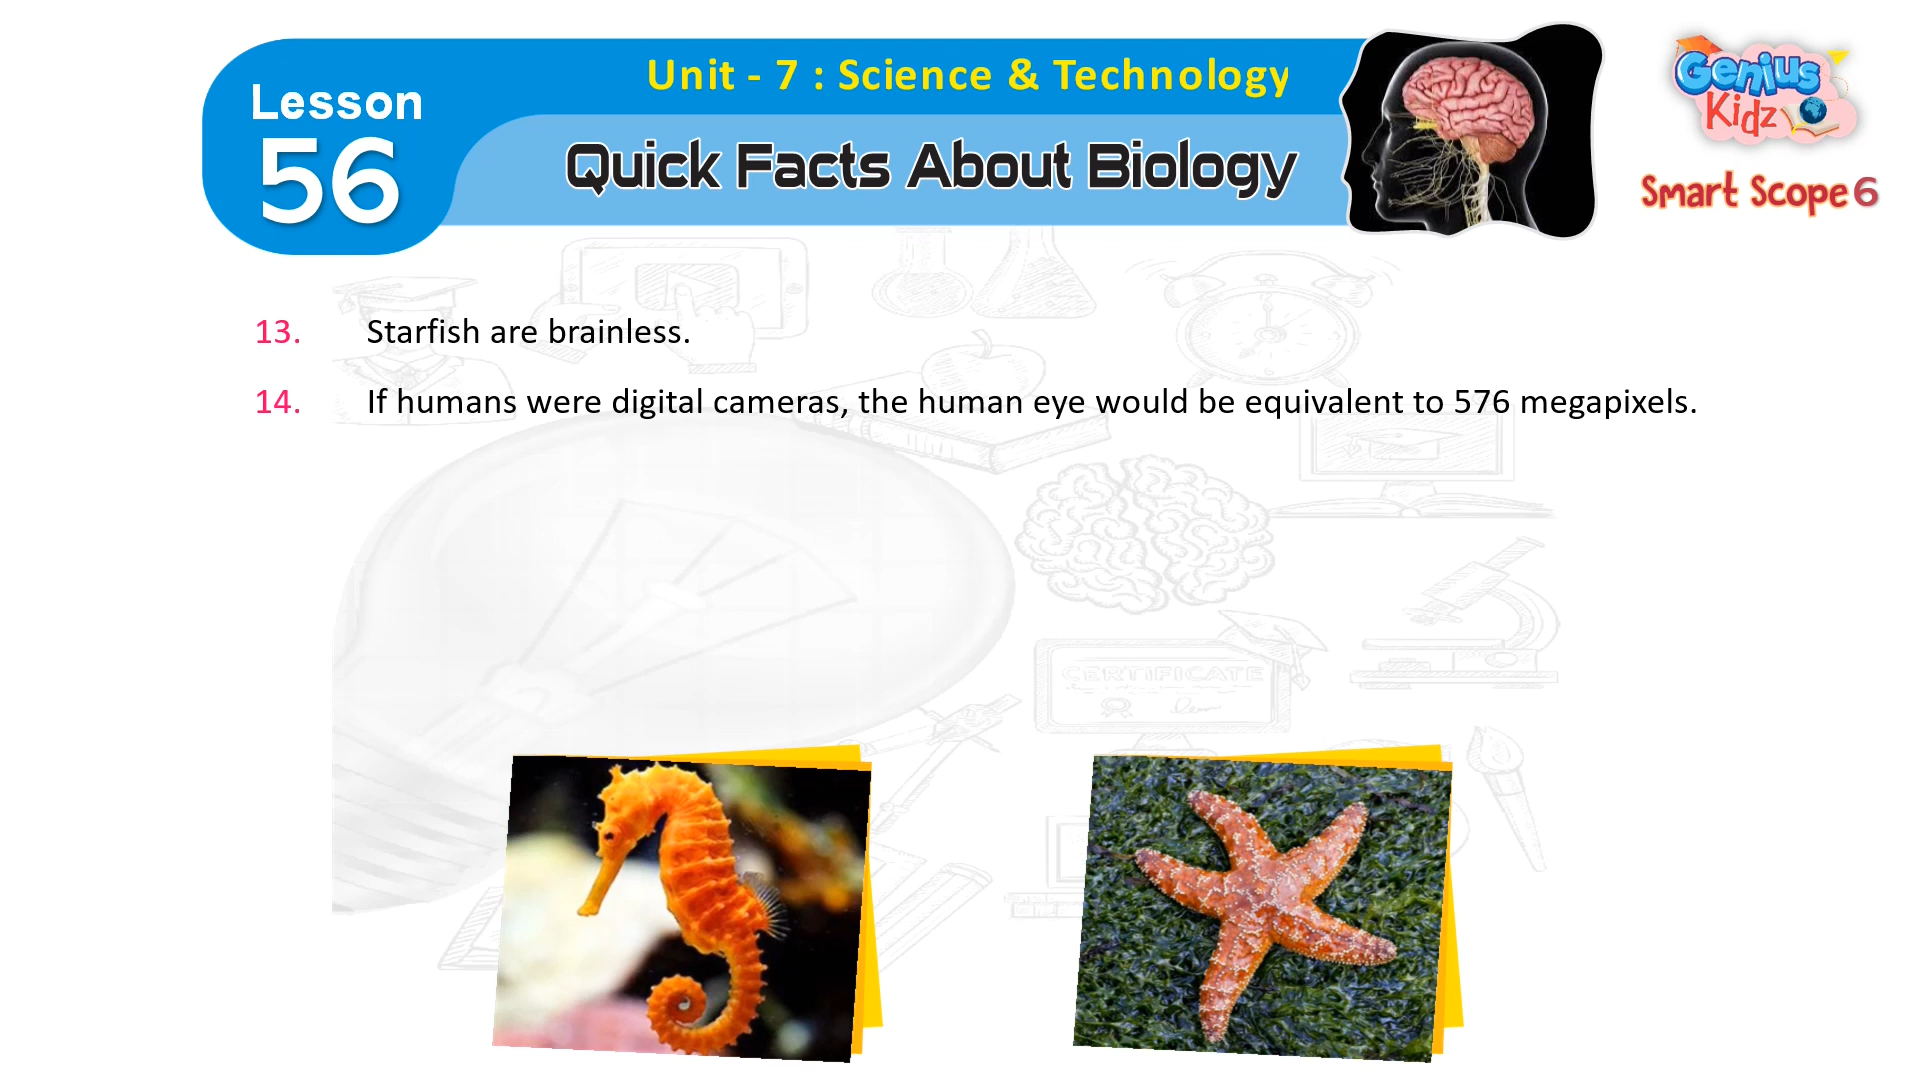 Unit - 7 : Science & Technology
Lesson
56
Quick Facts About Biology
Genius
Kidz
Smart Scope 6
13. Starfish are brainless.
14. If humans were digital cameras, the human eye would be equivalent to 576 megapixels.
CERTIFICATE